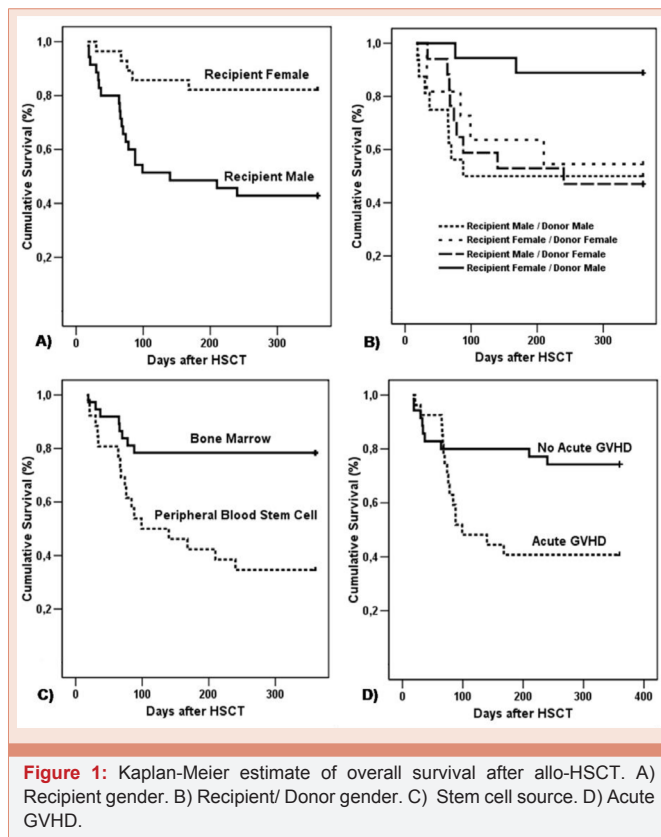 1,0
0,8
0,6
0,4
0,2
Cumulative Survival (%)
Recipient Female
Recipient Male
0 100 200 300
Days after HSCT
A)
1,0
0,8
0,6
0,4
0,2
Cumulative Survival (%)
Recipient Male / Donor Male
Recipient Female / Donor Female
Recipient Male / Donor Female
Recipient Female / Donor Male
0 100 200 300
Days after HSCT
B)
1,0
0,8
0,6
0,4
0,2
Cumulative Survival (%)
Bone Marrow
Peripheral Blood Stem Cell
0 100 200 300
Days after HSCT
C)
1,0
0,8
0,6
0,4
0,2
Cumulative Survival (%)
No Acute GVHD
Acute GVHD
0 100 200 300 400
Days after HSCT
D)
Figure 1: Kaplan-Meier estimate of overall survival after allo-HSCT. A)
Recipient gender. B) Recipient/ Donor gender. C) Stem cell source. D) Acute
GVHD.